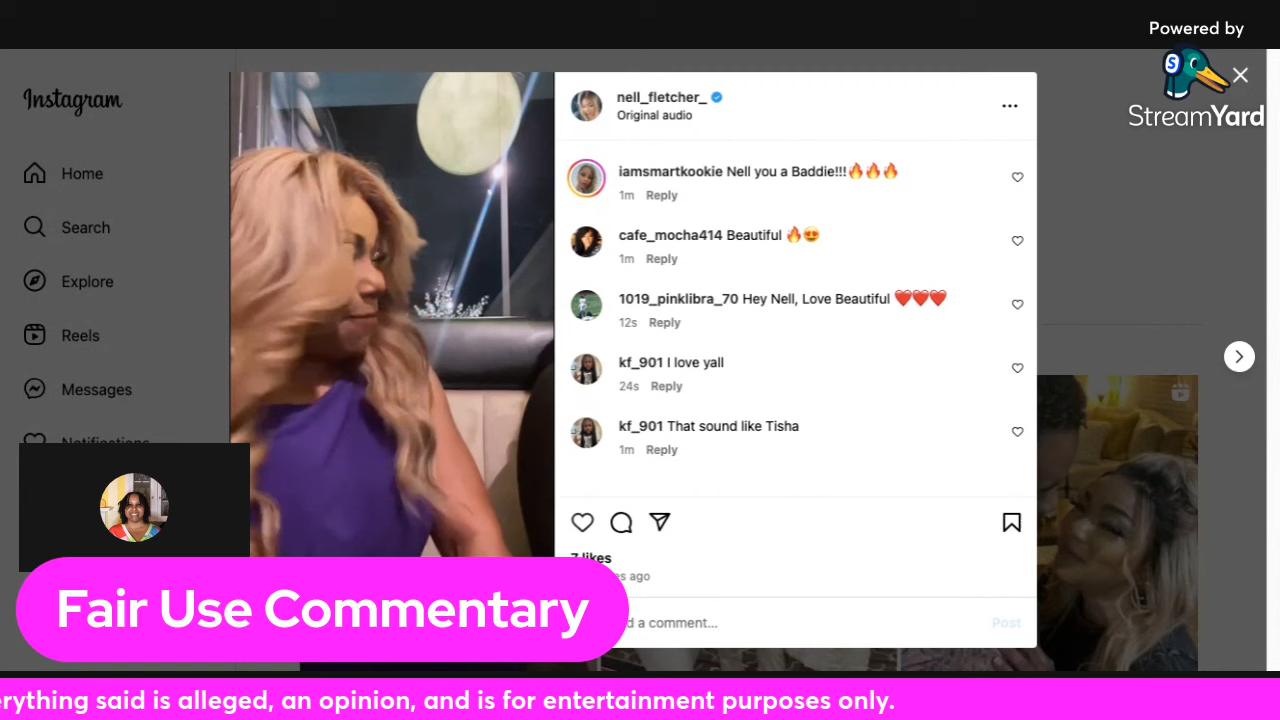 Powered by
StreamYard
Instagram
Home
Search
Explore
Reels
Messages
Notifications
nell_fletcher_
Original audio
iamsmartkookie Nell you a Baddie!!!🔥🔥🔥
1m Reply
cafe_mocha414 Beautiful 🔥😍
1m Reply
1019_pinklibra_70 Hey Nell, Love Beautiful ❤️❤️❤️
12s Reply
kf_901 I love yall
24s Reply
kf_901 That sound like Tisha
1m Reply
7 likes
ago
a comment...
Post
Fair Use Commentary
erything said is alleged, an opinion, and is for entertainment purposes only.